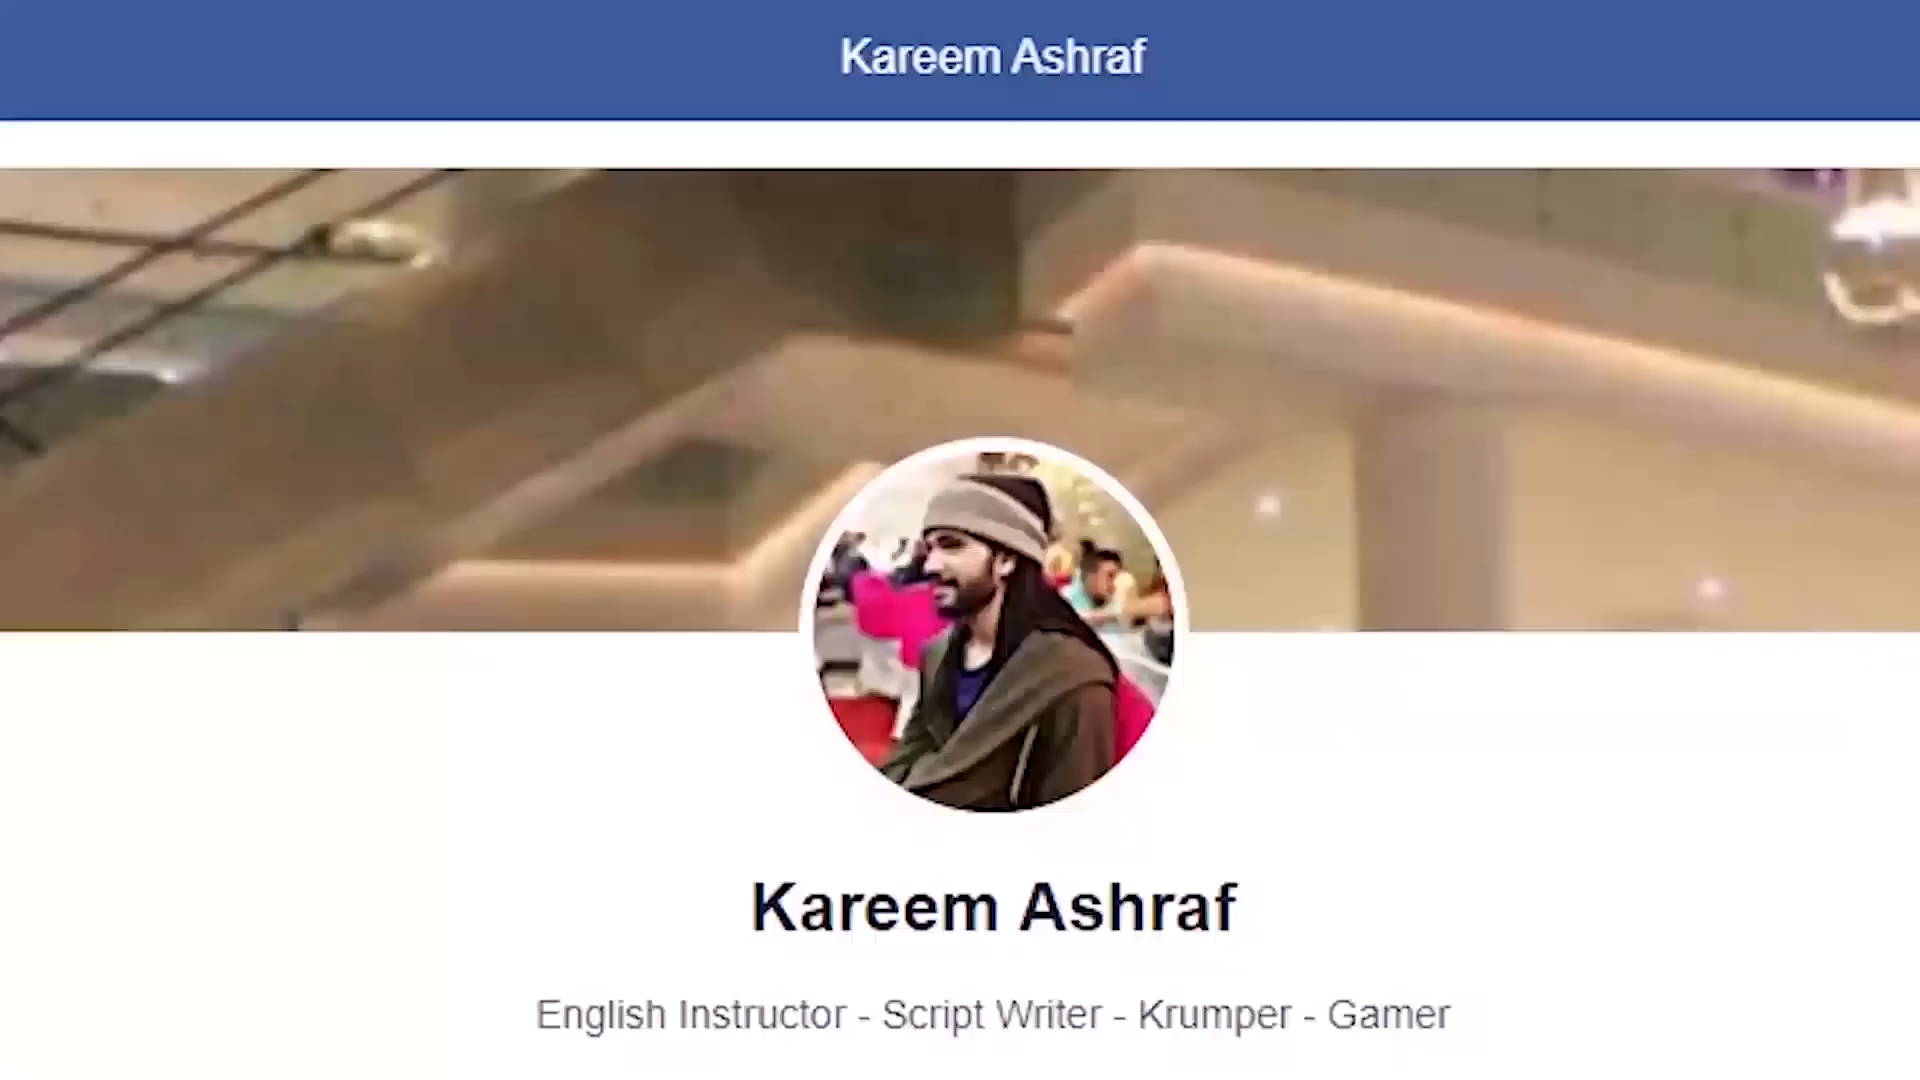 Kareem Ashraf
Kareem Ashraf
English Instructor - Script Writer - Krumper - Gamer